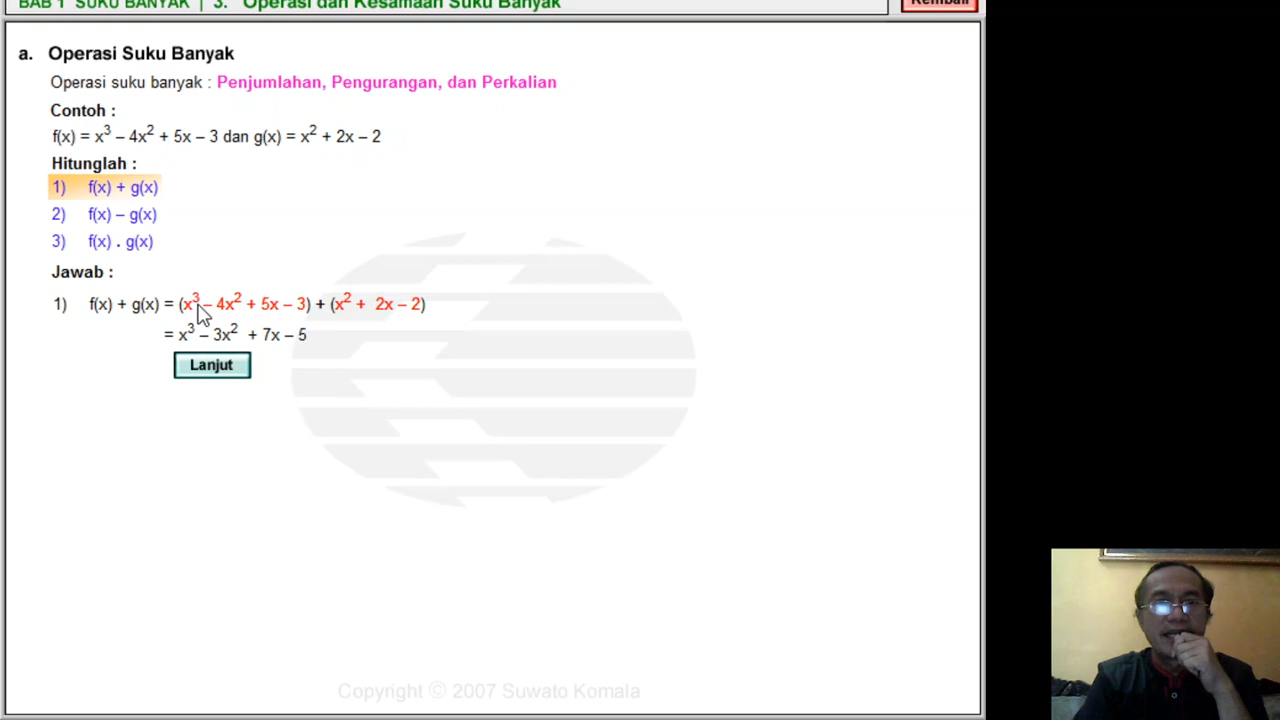 BAB 1 SUKU BANYAK | 3. Operasi dan Kesamaan Suku Banyak
Kembali
a. Operasi Suku Banyak
Operasi suku banyak : Penjumlahan, Pengurangan, dan Perkalian
Contoh :
f(x) = x³ – 4x² + 5x – 3 dan g(x) = x² + 2x – 2
Hitunglah :
1) f(x) + g(x)
2) f(x) – g(x)
3) f(x) . g(x)
Jawab :
1) f(x) + g(x) = (x³ – 4x² + 5x – 3) + (x² + 2x – 2)
= x³ – 3x² + 7x – 5
Lanjut
Copyright © 2007 Suwato Komala